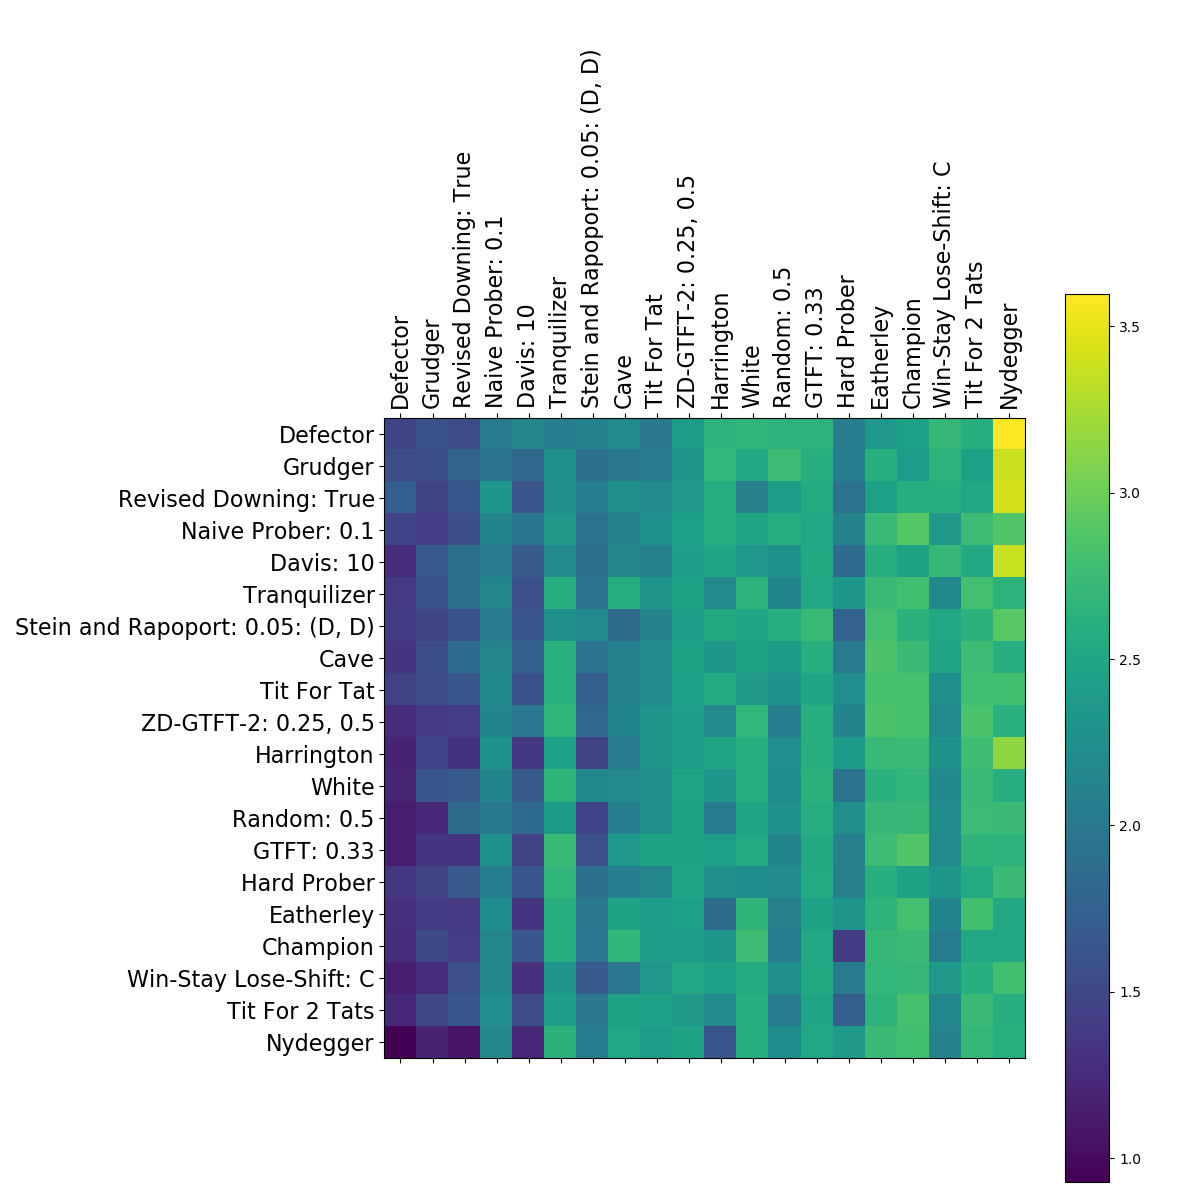 Defector
Grudger
Revised Downing: True
Naive Prober: 0.1
Davis: 10
Tranquilizer
Stein and Rapoport: 0.05: (D, D)
Cave
Tit For Tat
ZD-GTFT-2: 0.25, 0.5
Harrington
White
Random: 0.5
GTFT: 0.33
Hard Prober
Eatherley
Champion
Win-Stay Lose-Shift: C
Tit For 2 Tats
Nydegger
Defector
Grudger
Revised Downing: True
Naive Prober: 0.1
Davis: 10
Tranquilizer
Stein and Rapoport: 0.05: (D, D)
Cave
Tit For Tat
ZD-GTFT-2: 0.25, 0.5
Harrington
White
Random: 0.5
GTFT: 0.33
Hard Prober
Eatherley
Champion
Win-Stay Lose-Shift: C
Tit For 2 Tats
Nydegger
3.5
3.0
2.5
2.0
1.5
1.0